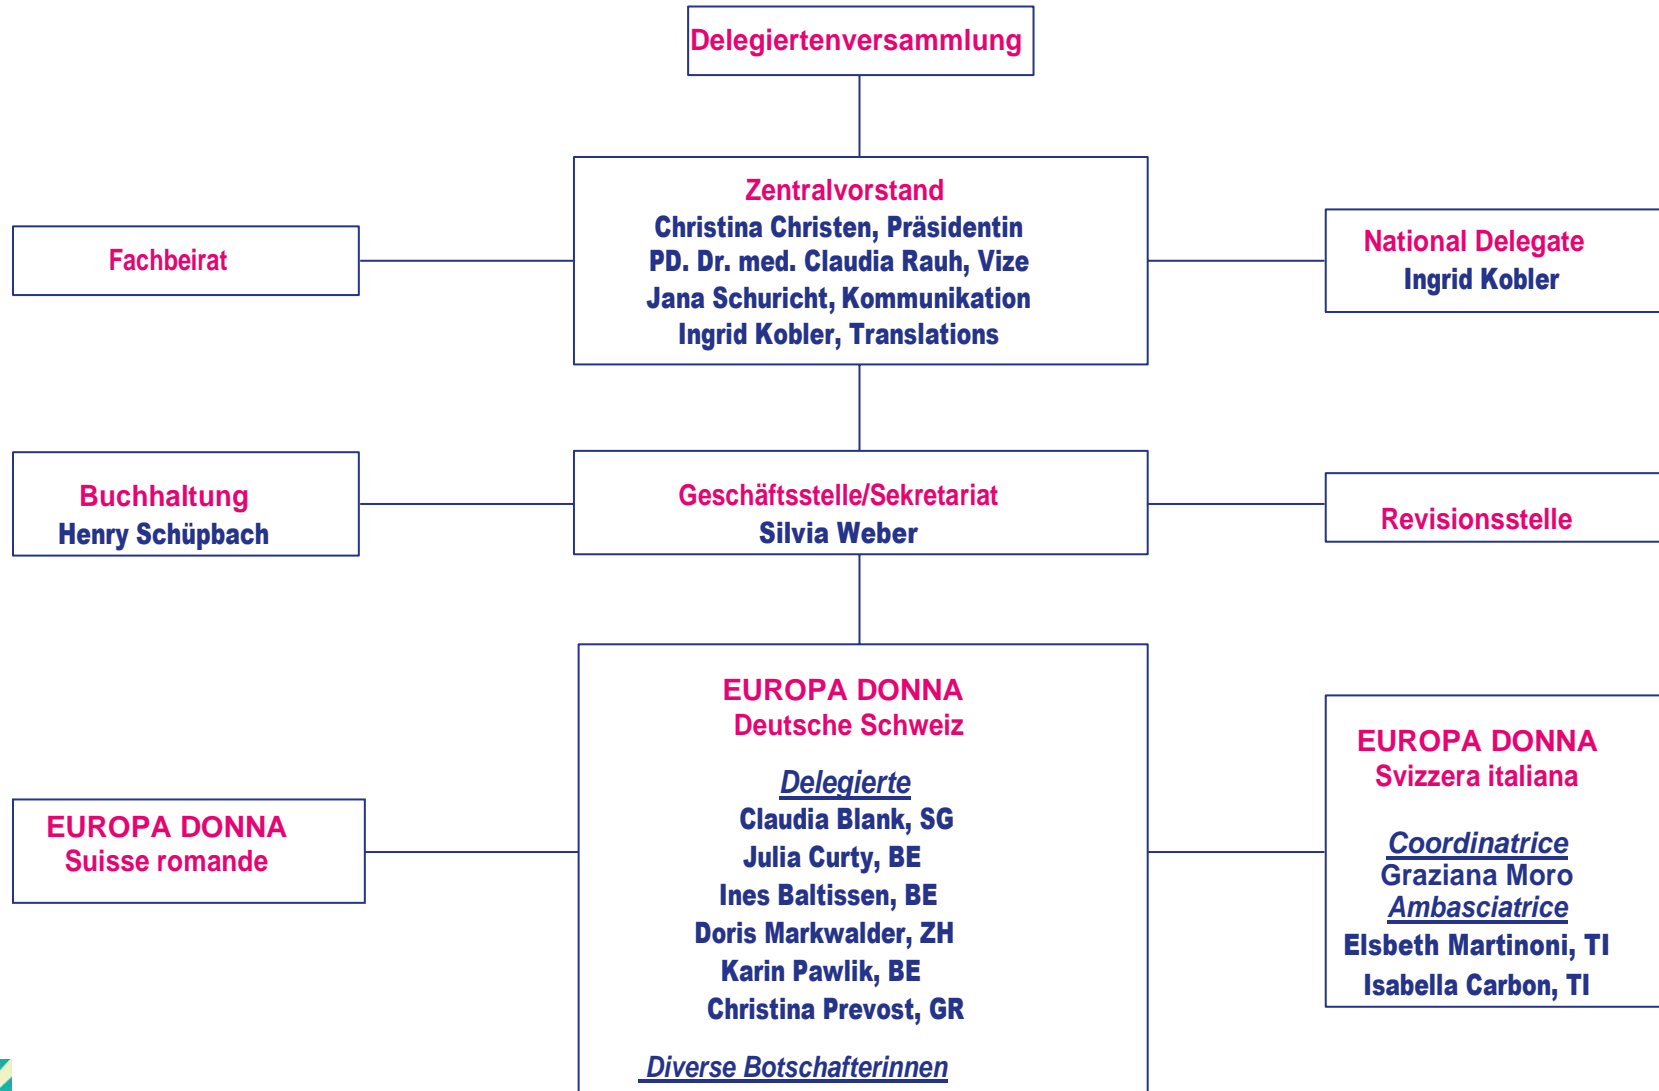 Delegiertenversammlung
Zentralvorstand
Christina Christen, Präsidentin
PD. Dr. med. Claudia Rauh, Vize
Jana Schuricht, Kommunikation
Ingrid Kobler, Translations
Fachbeirat
National Delegate
Ingrid Kobler
Buchhaltung
Henry Schüpbach
Geschäftsstelle/Sekretariat
Silvia Weber
Revisionsstelle
EUROPA DONNA
Suisse romande
EUROPA DONNA
Deutsche Schweiz
Delegierte
Claudia Blank, SG
Julia Curty, BE
Ines Baltissen, BE
Doris Markwalder, ZH
Karin Pawlik, BE
Christina Prevost, GR
Diverse Botschafterinnen
EUROPA DONNA
Svizzera italiana
Coordinatrice
Graziana Moro
Ambasciatrice
Elsbeth Martinoni, TI
Isabella Carbon, TI